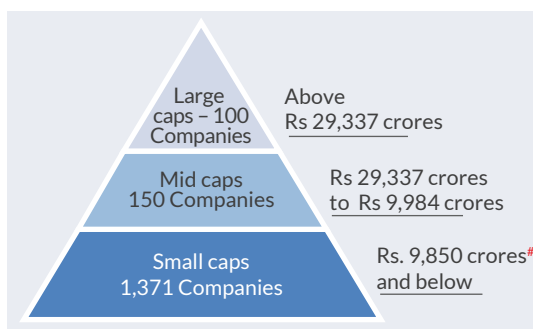 Large
caps – 100
Companies
Above
Rs 29,337 crores
Mid caps
150 Companies
Rs 29,337 crores
to Rs 9,984 crores
Small caps
1,371 Companies
Rs. 9,850 crores#
and below